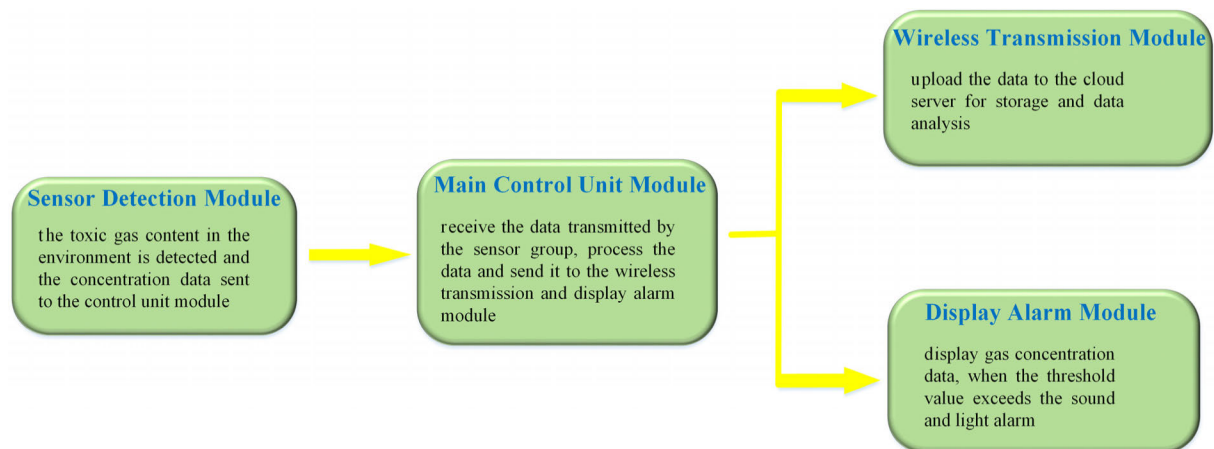 Sensor Detection Module
the toxic gas content in the
environment is detected and
the concentration data sent
to the control unit module
Main Control Unit Module
receive the data transmitted by
the sensor group, process the
data and send it to the wireless
transmission and display alarm
module
Wireless Transmission Module
upload the data to the cloud
server for storage and data
analysis
Display Alarm Module
display gas concentration
data, when the threshold
value exceeds the sound
and light alarm